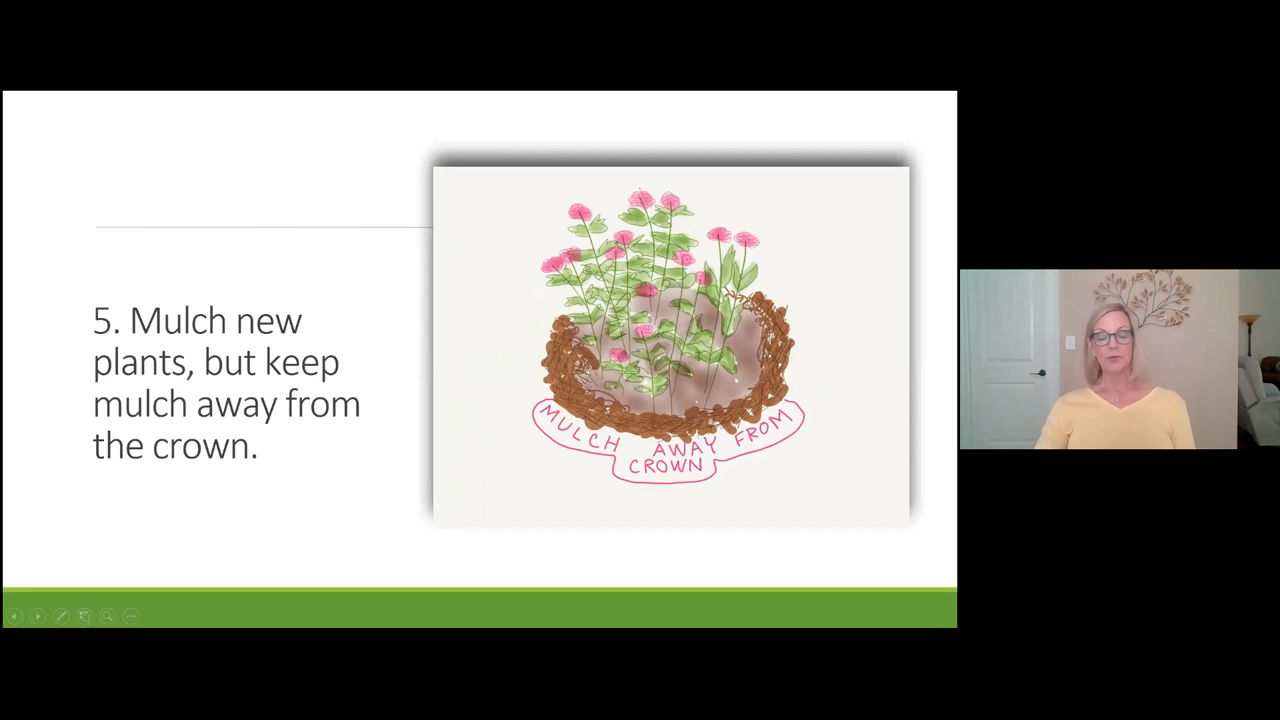 5. Mulch new
plants, but keep
mulch away from
the crown.
MULCH AWAY FROM
CROWN